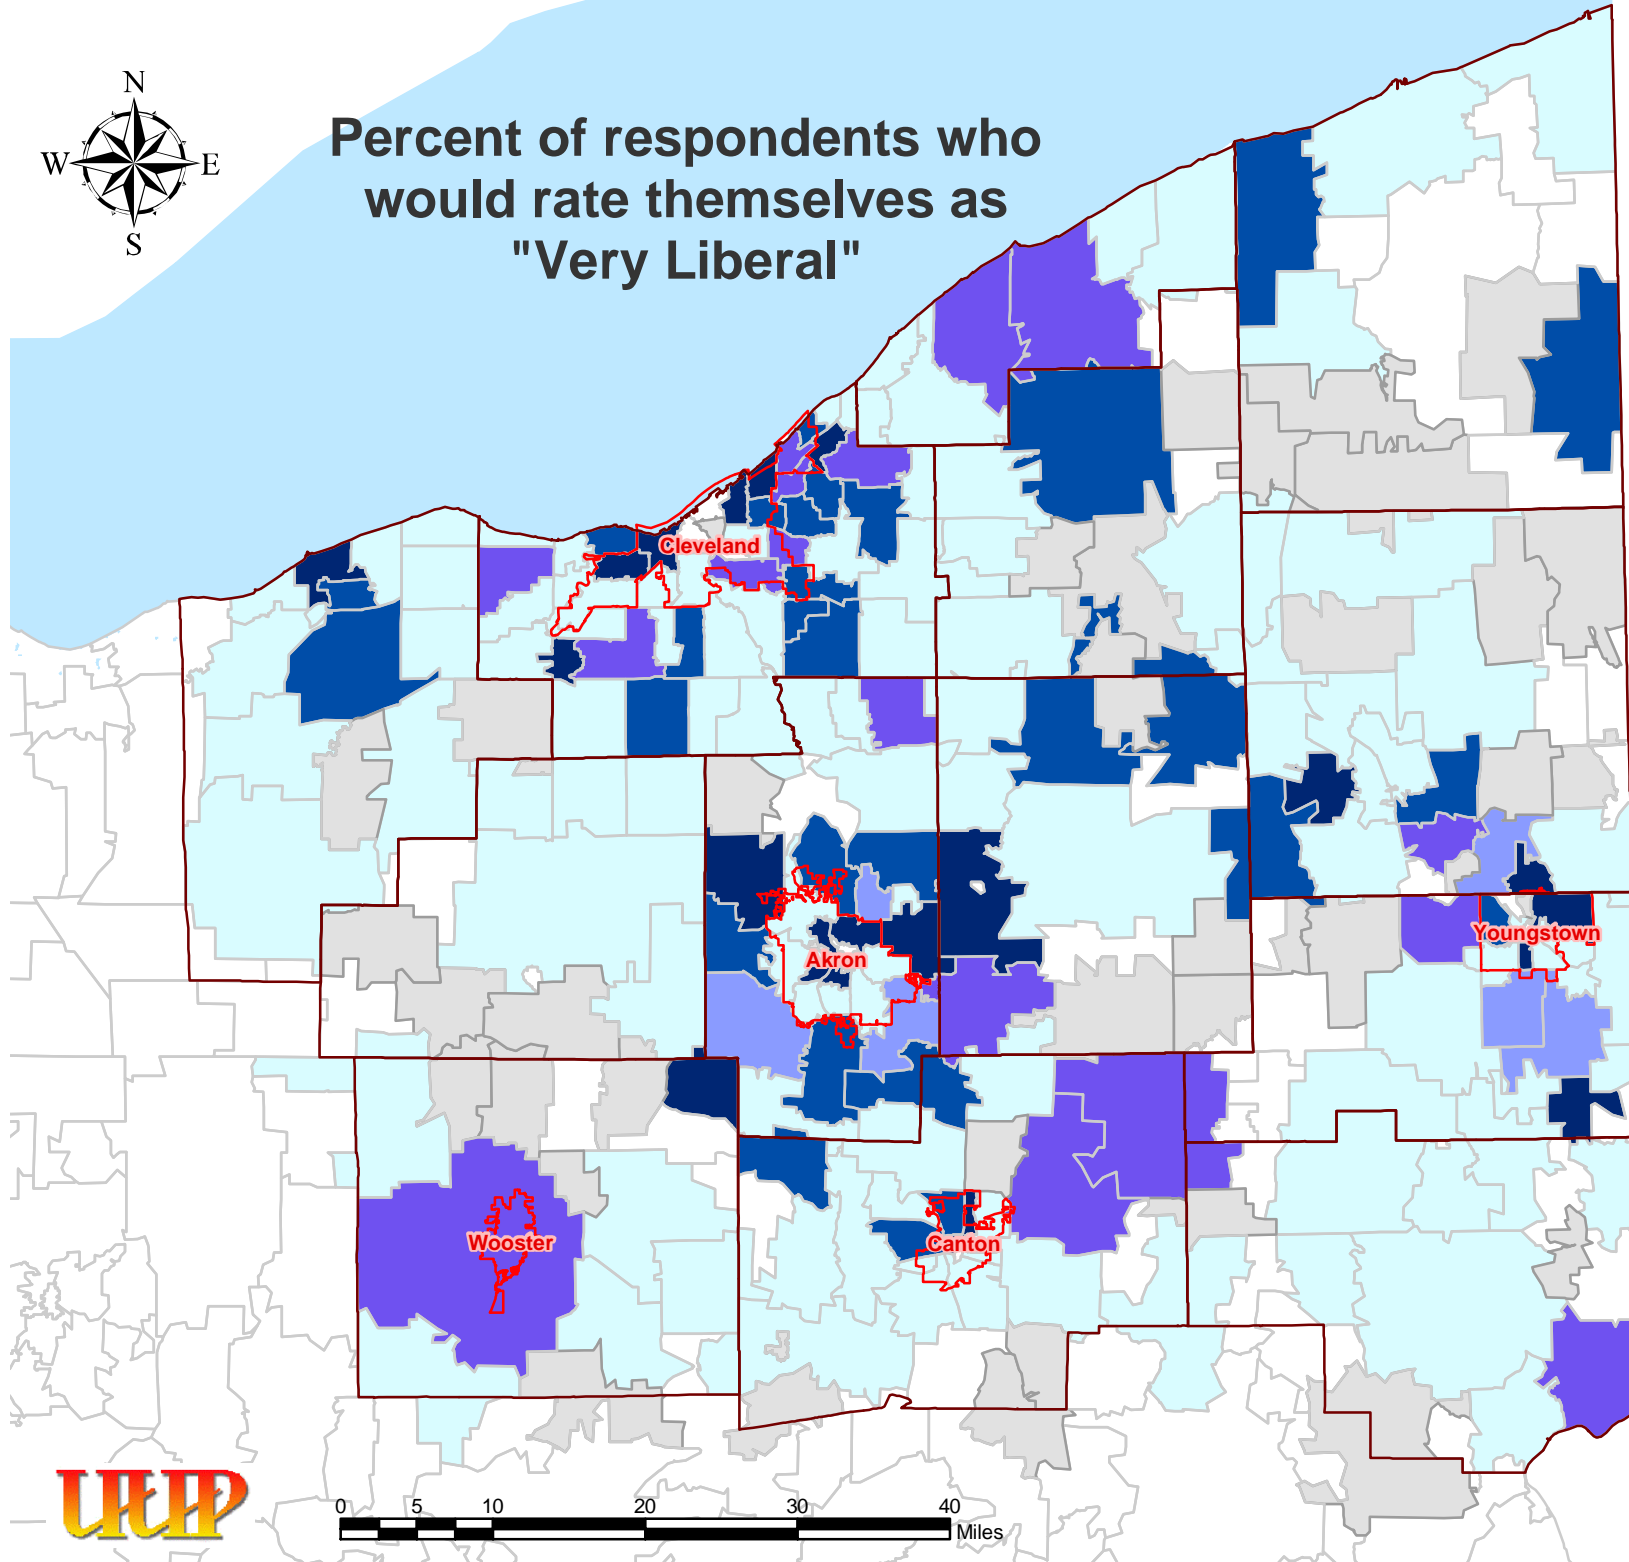 N
W E
S
Percent of respondents who
would rate themselves as
"Very Liberal"
Cleveland
Youngstown
Akron
Wooster
Canton
UUP
0 5 10 20 30 40
Miles